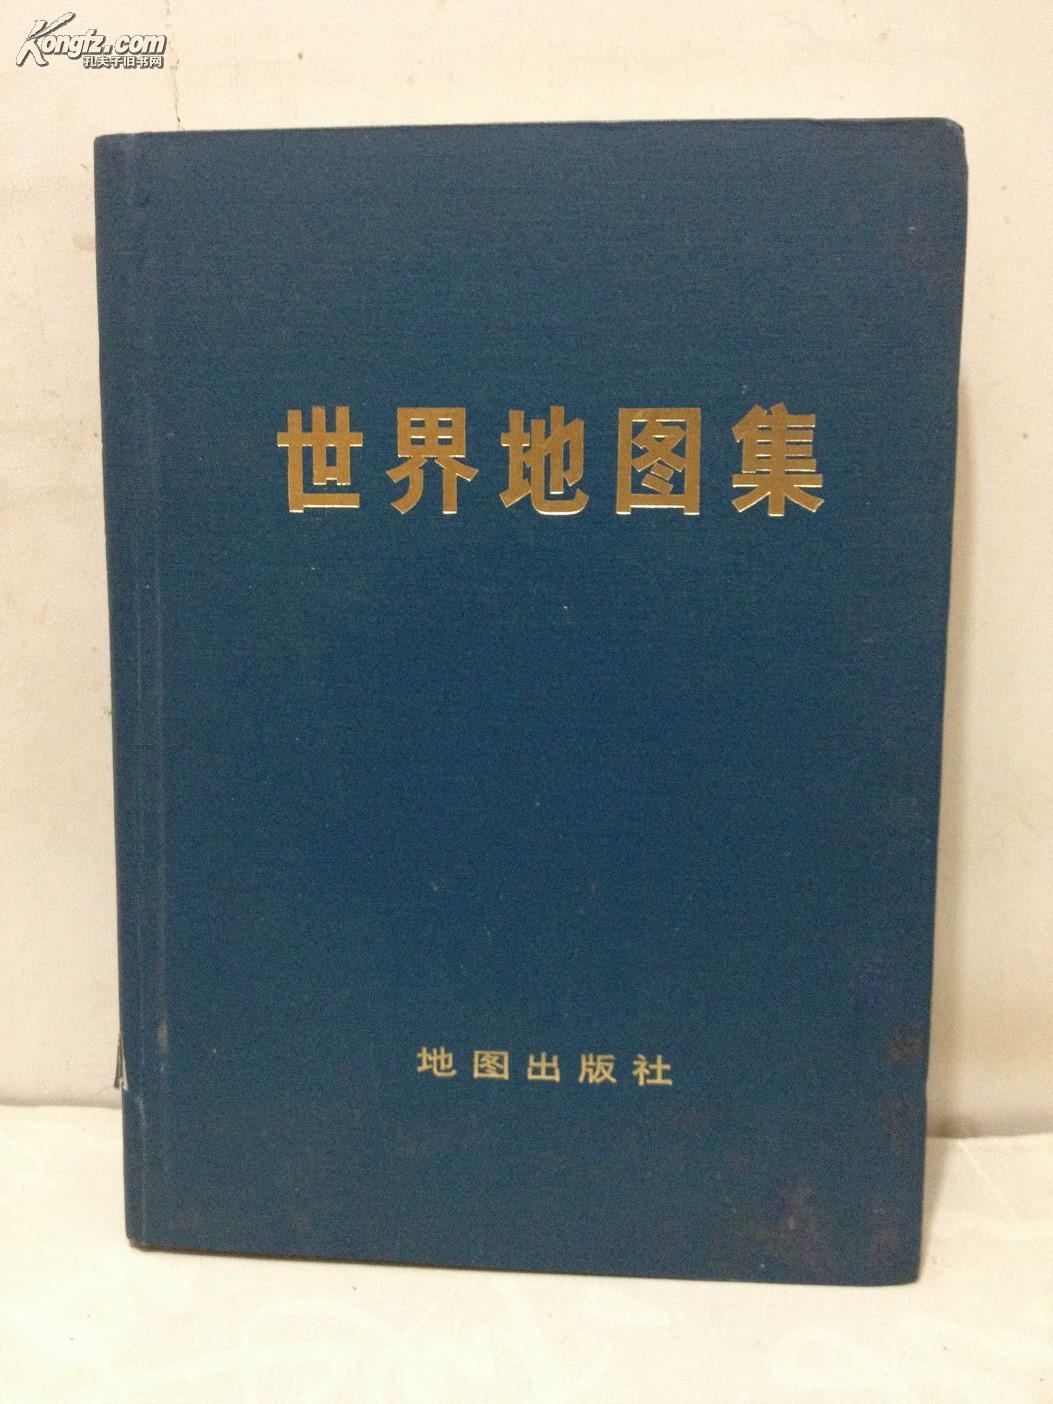 Kongfz.com
孔夫子旧书网
世界地图集
地图出版社